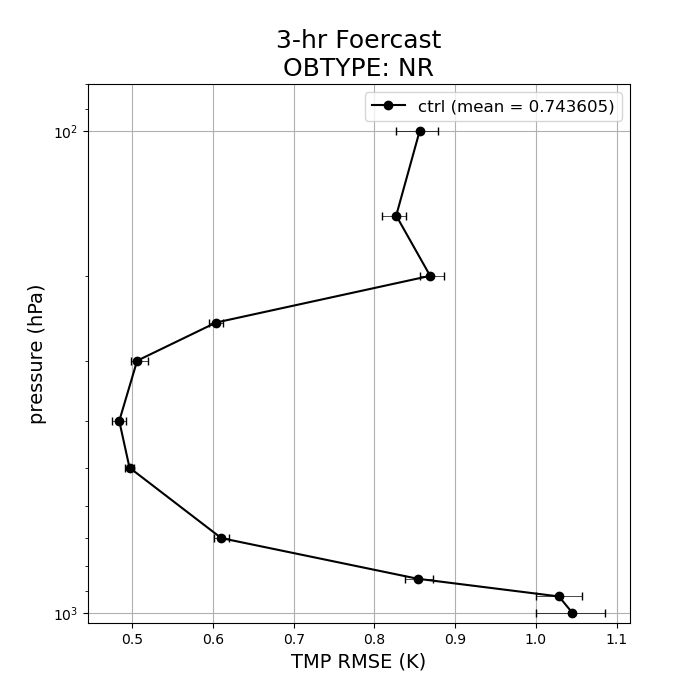 3-hr Foercast
OBTYPE: NR
ctrl (mean = 0.743605)
10²
10³
pressure (hPa)
0.5 0.6 0.7 0.8 0.9 1.0 1.1
TMP RMSE (K)